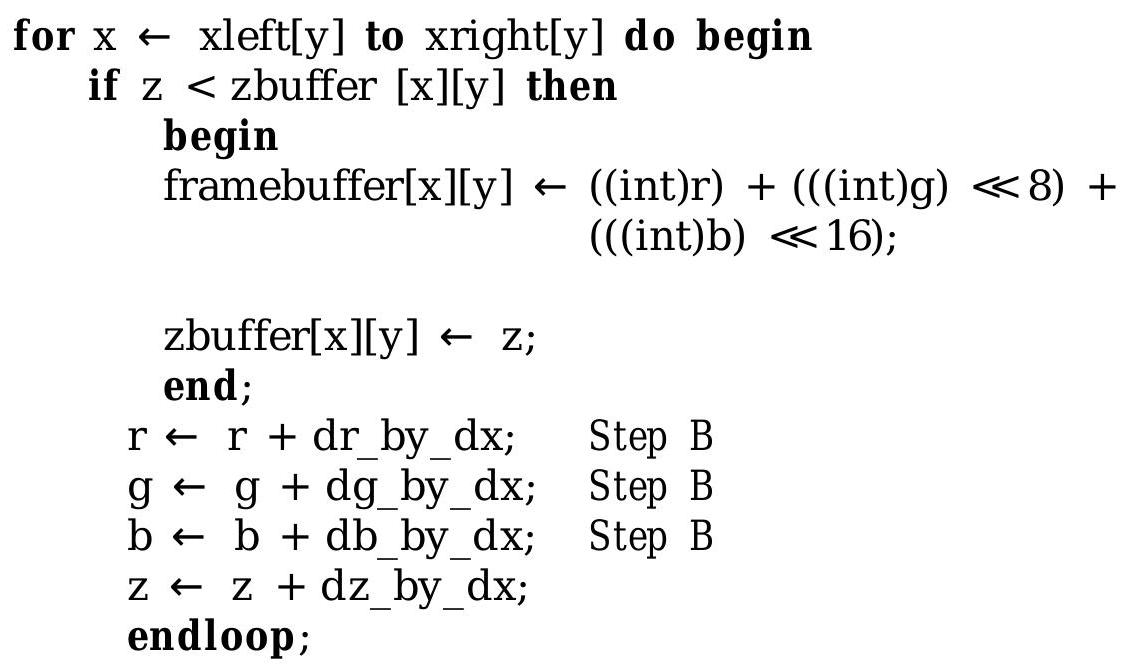 for x ← xleft[y] to xright[y] do begin
if z < zbuffer [x][y] then
begin
framebuffer[x][y] ← ((int)r) + (((int)g) ≪8) +
(((int)b) ≪16);
zbuffer[x][y] ← z;
end;
r ← r + dr_by_dx; Step B
g ← g + dg_by_dx; Step B
b ← b + db_by_dx; Step B
z ← z + dz_by_dx;
endloop;